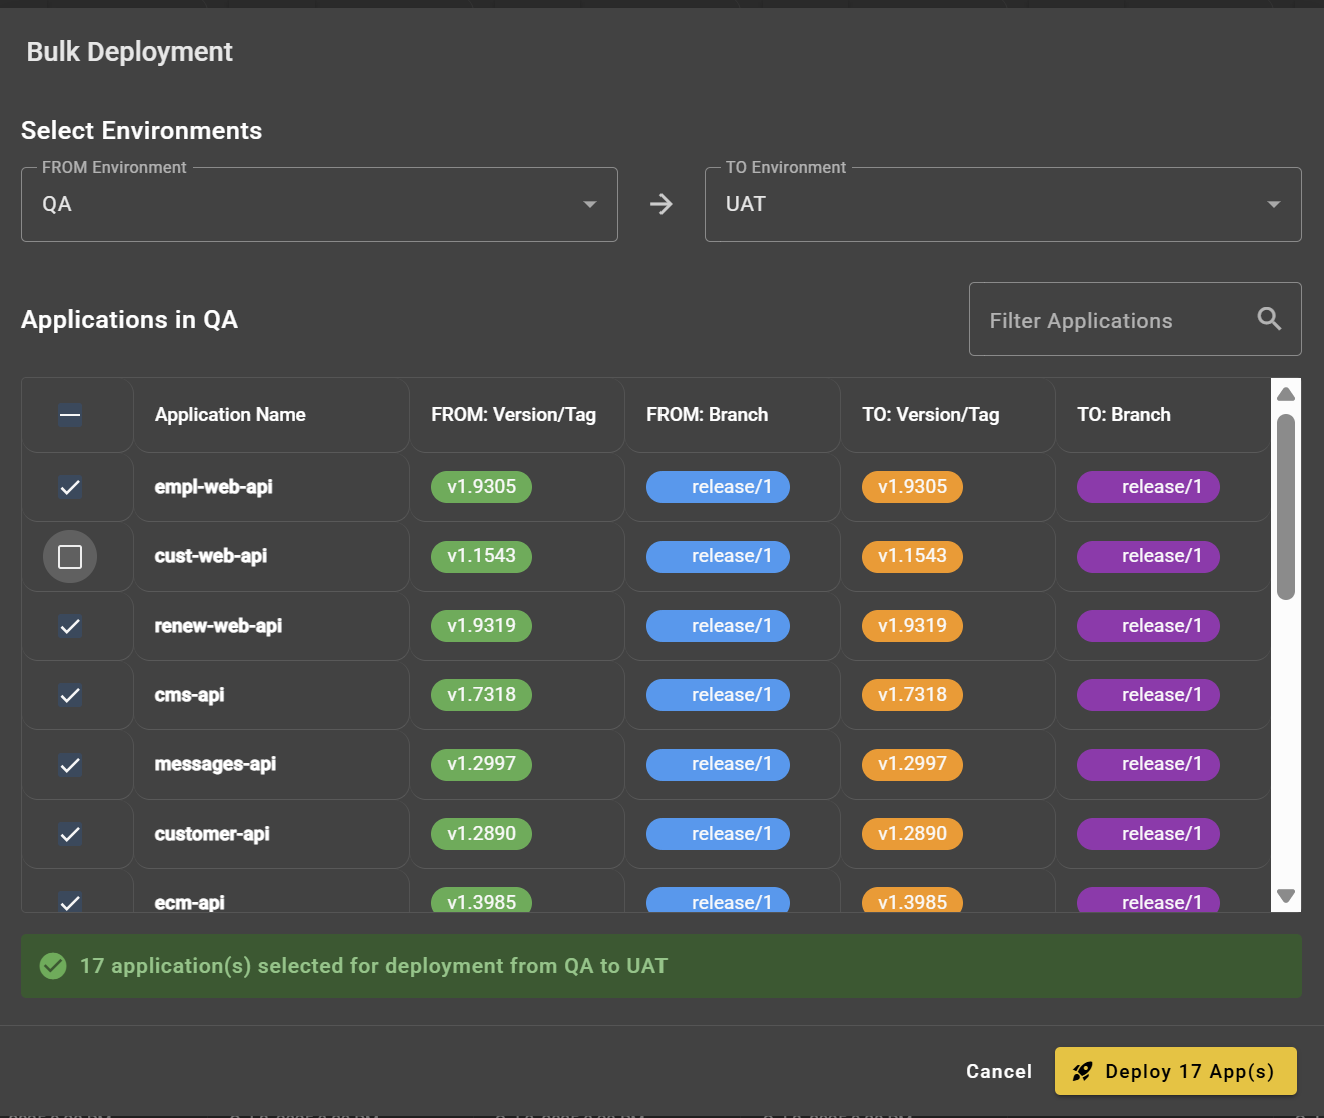 Bulk Deployment
Select Environments
FROM Environment
TO Environment
QA
UAT
Applications in QA
Filter Applications
Application Name FROM: Version/Tag FROM: Branch TO: Version/Tag TO: Branch
empl-web-api v1.9305 release/1 v1.9305 release/1
cust-web-api v1.1543 release/1 v1.1543 release/1
renew-web-api v1.9319 release/1 v1.9319 release/1
cms-api v1.7318 release/1 v1.7318 release/1
messages-api v1.2997 release/1 v1.2997 release/1
customer-api v1.2890 release/1 v1.2890 release/1
ecm-api v1.3985 release/1 v1.3985 release/1
17 application(s) selected for deployment from QA to UAT
Cancel Deploy 17 App(s)